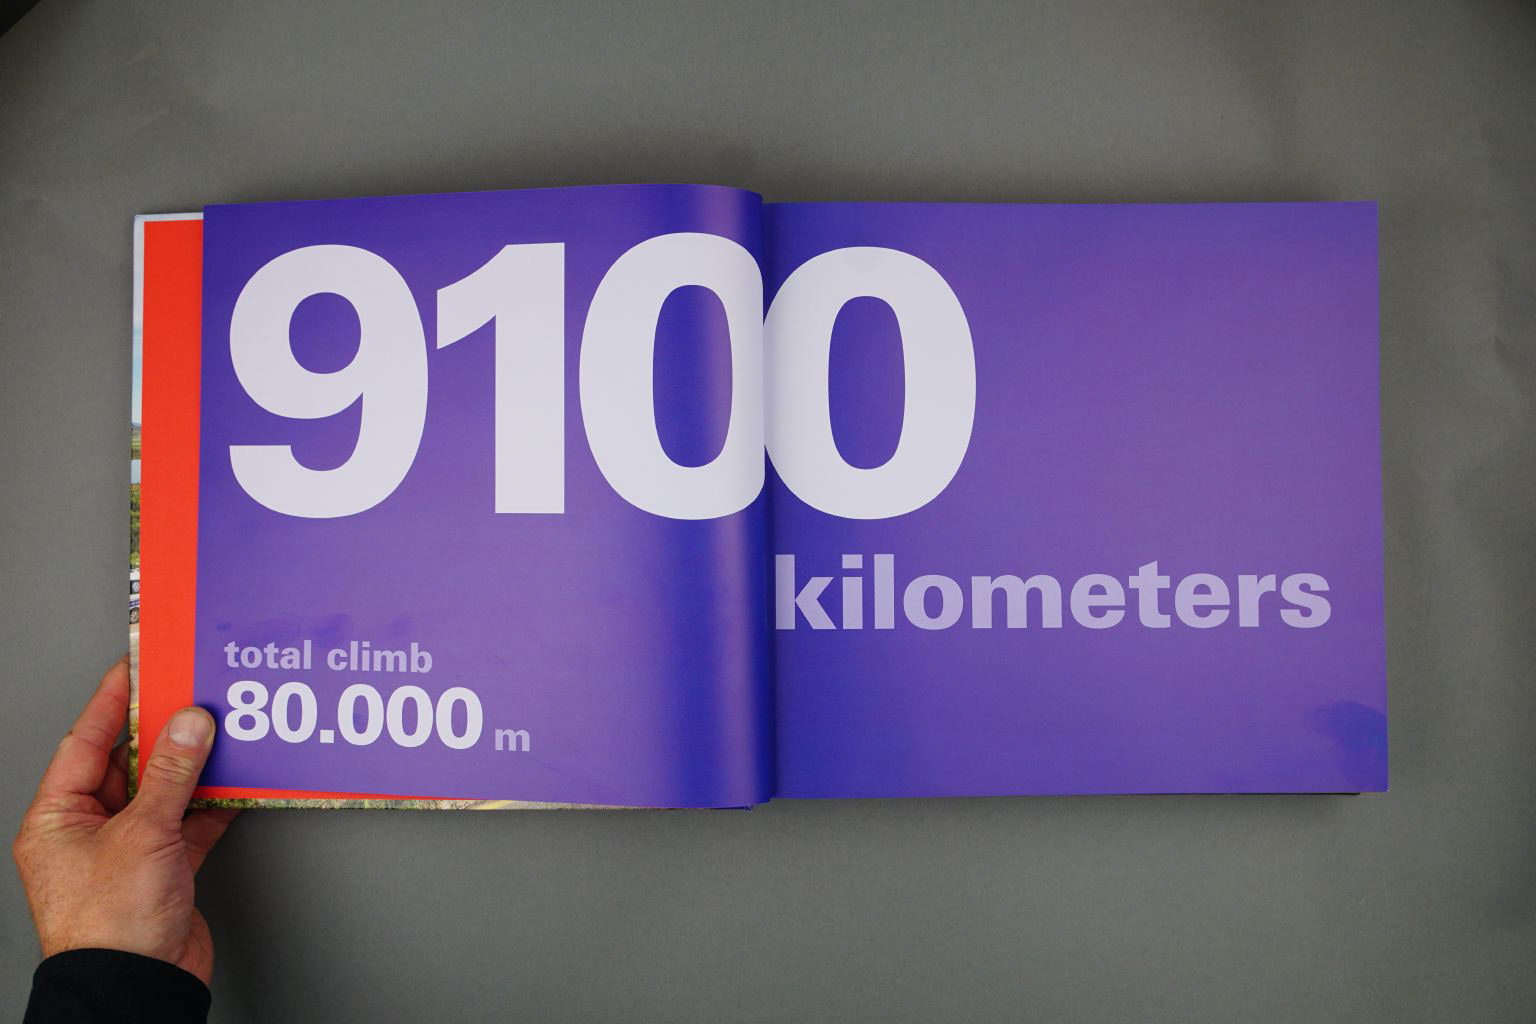 9100
kilometers
total climb
80.000 m